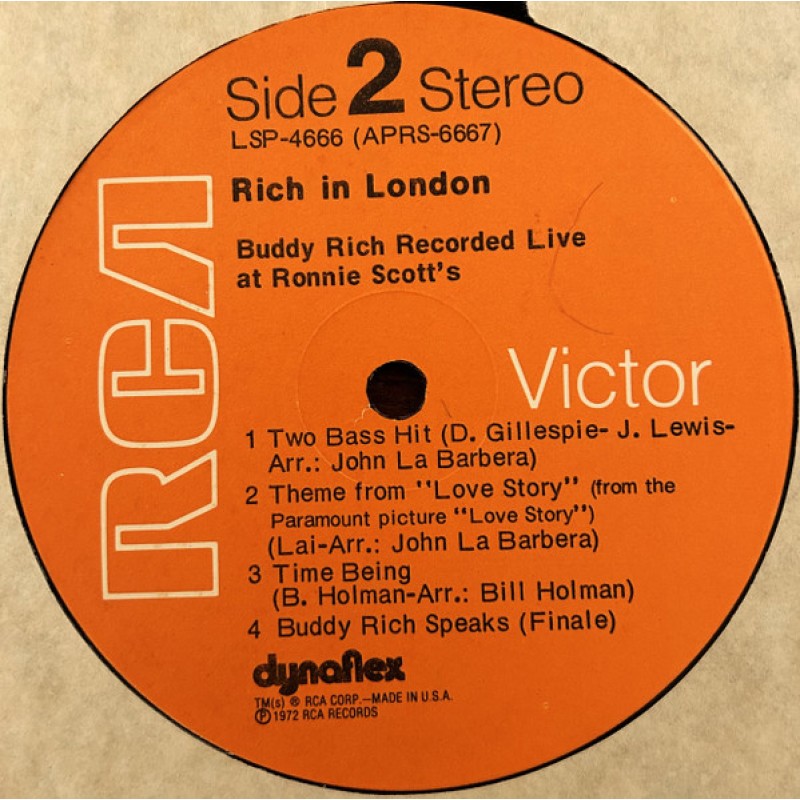 Side 2 Stereo
LSP-4666 (APRS-6667)
Rich in London
Buddy Rich Recorded Live
at Ronnie Scott's
RCA
Victor
1 Two Bass Hit (D. Gillespie- J. Lewis-
Arr.: John La Barbera)
2 Theme from "Love Story" (from the
Paramount picture "Love Story")
(Lai-Arr.: John La Barbera)
3 Time Being
(B. Holman-Arr.: Bill Holman)
4 Buddy Rich Speaks (Finale)
dynaflex
TM(s) ® RCA CORP.—MADE IN U.S.A.
℗ 1972 RCA RECORDS